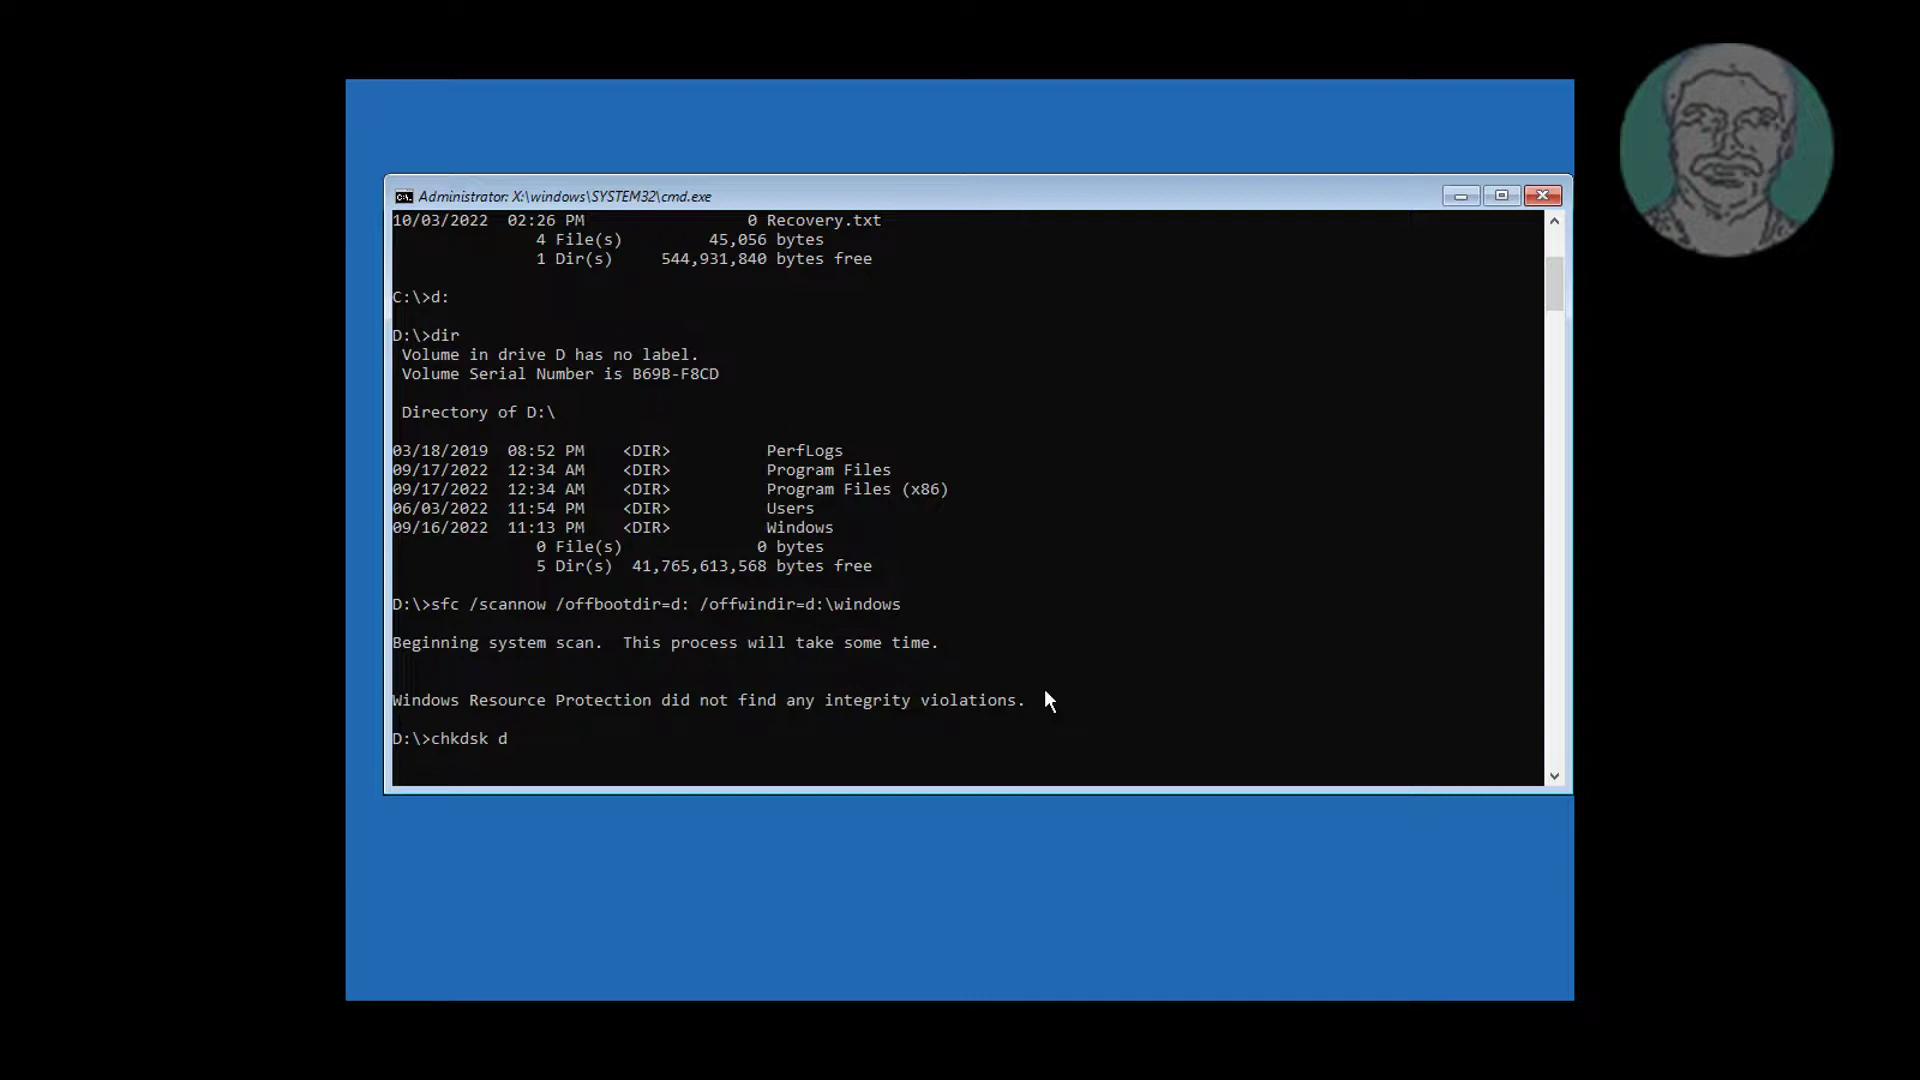 Administrator: X:\windows\SYSTEM32\cmd.exe
10/03/2022  02:26 PM                 0 Recovery.txt
               4 File(s)         45,056 bytes
               1 Dir(s)     544,931,840 bytes free
C:\>d:
D:\>dir
 Volume in drive D has no label.
 Volume Serial Number is B69B-F8CD
 Directory of D:\
03/18/2019  08:52 PM    <DIR>          PerfLogs
09/17/2022  12:34 AM    <DIR>          Program Files
09/17/2022  12:34 AM    <DIR>          Program Files (x86)
06/03/2022  11:54 PM    <DIR>          Users
09/16/2022  11:13 PM    <DIR>          Windows
               0 File(s)              0 bytes
               5 Dir(s)  41,765,613,568 bytes free
D:\>sfc /scannow /offbootdir=d: /offwindir=d:\windows
Beginning system scan.  This process will take some time.
Windows Resource Protection did not find any integrity violations.
D:\>chkdsk d